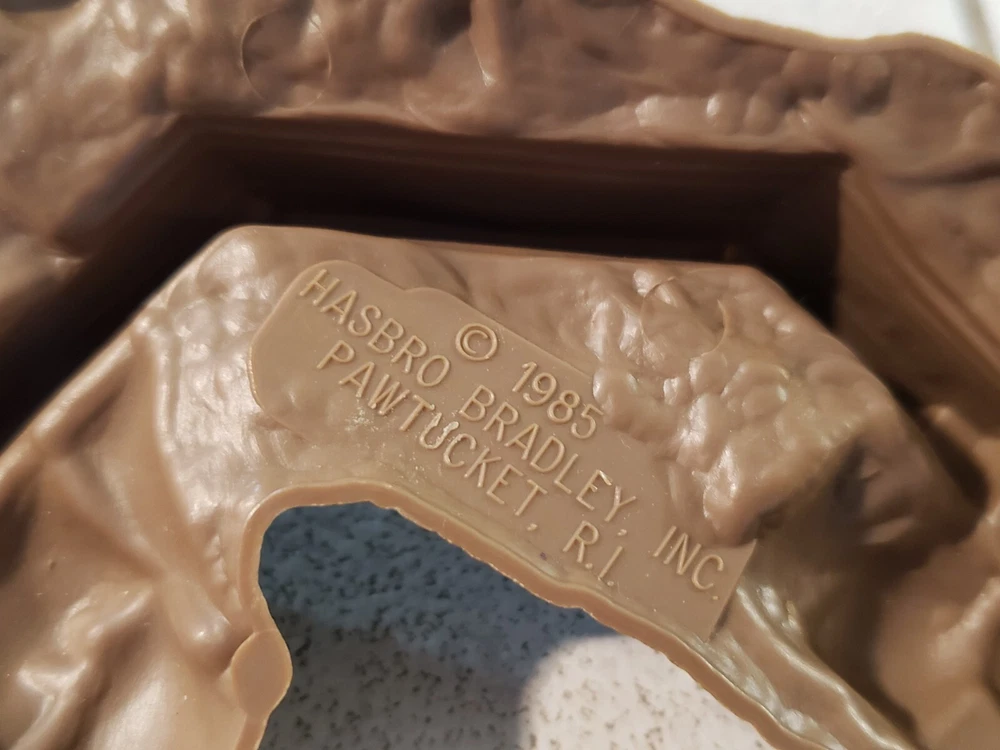 © 1985
HASBRO BRADLEY, INC.
PAWTUCKET, R.I.